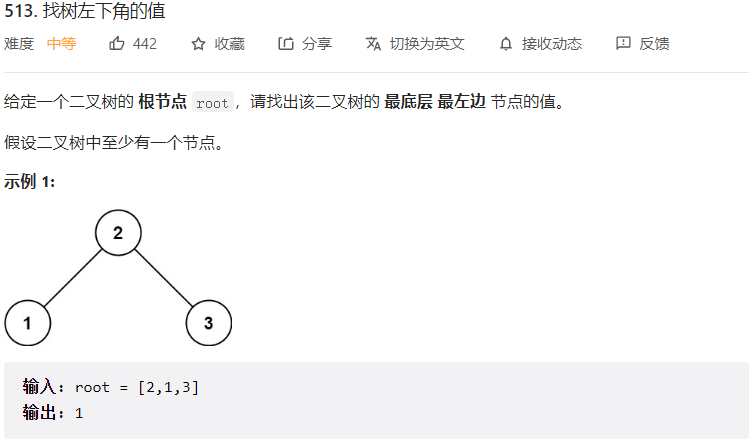 513. 找树左下角的值
难度 中等 442 收藏 分享 切换为英文 接收动态 反馈
给定一个二叉树的 根节点 root，请找出该二叉树的 最底层 最左边 节点的值。
假设二叉树中至少有一个节点。
示例 1:
2
1 3
输入: root = [2,1,3]
输出: 1